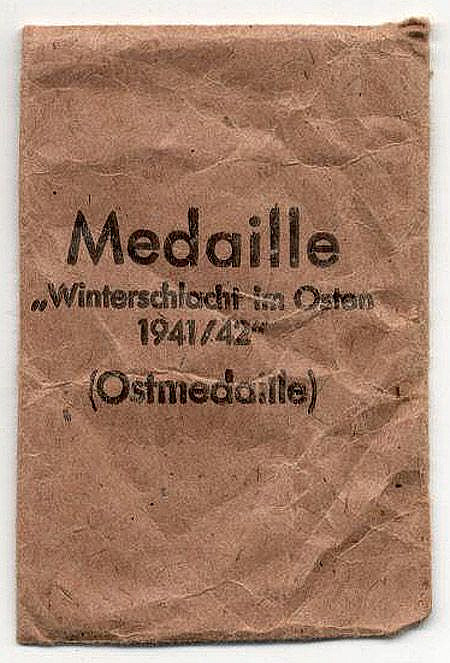 Medaille
„Winterschlacht im Osten
1941/42“
(Ostmedaille)